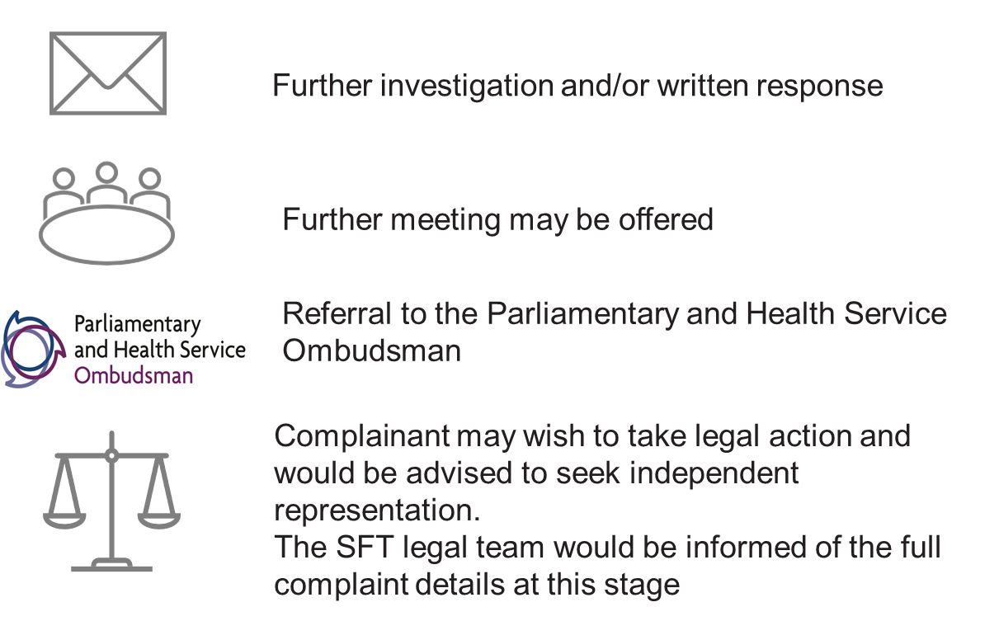 Further investigation and/or written response
Further meeting may be offered
Parliamentary
and Health Service
Ombudsman
Referral to the Parliamentary and Health Service
Ombudsman
Complainant may wish to take legal action and
would be advised to seek independent
representation.
The SFT legal team would be informed of the full
complaint details at this stage